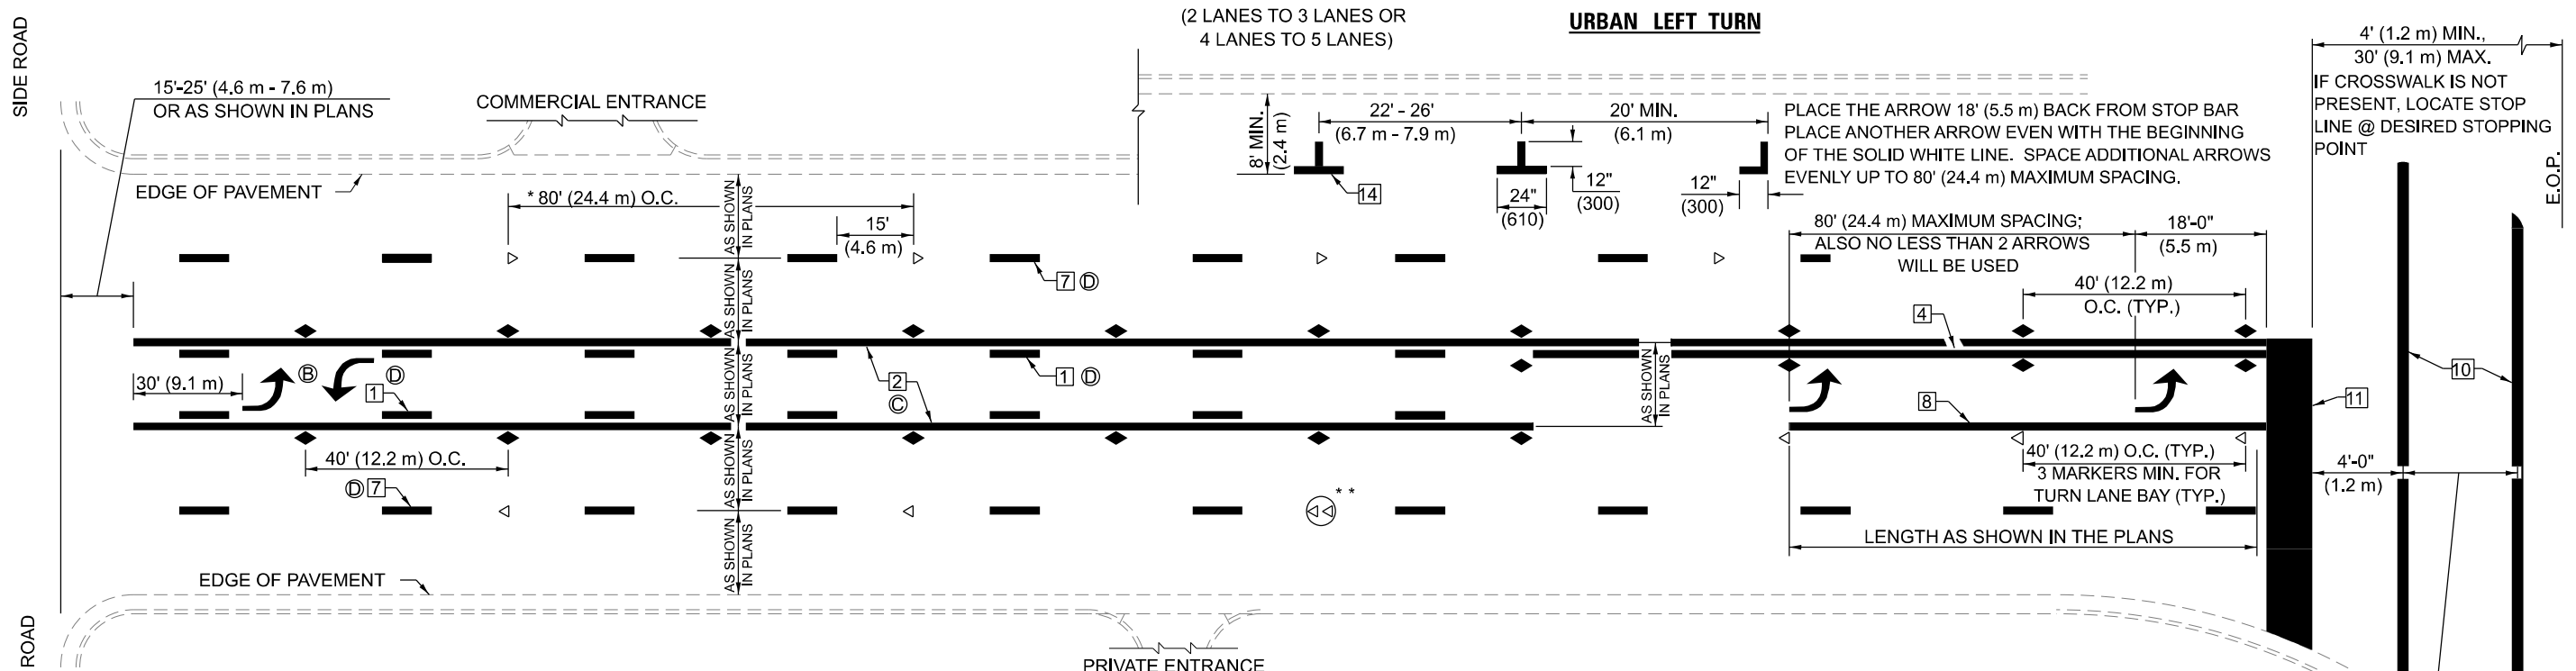 (2 LANES TO 3 LANES OR
4 LANES TO 5 LANES)
URBAN LEFT TURN
SIDE ROAD
15'-25' (4.6 m - 7.6 m)
OR AS SHOWN IN PLANS
COMMERCIAL ENTRANCE
EDGE OF PAVEMENT
* 80' (24.4 m) O.C.
15'
(4.6 m)
AS SHOWN
IN PLANS
8' MIN.
(2.4 m)
22' - 26'
(6.7 m - 7.9 m)
20' MIN.
(6.1 m)
14
24"
(610)
12"
(300)
12"
(300)
PLACE THE ARROW 18' (5.5 m) BACK FROM STOP BAR
PLACE ANOTHER ARROW EVEN WITH THE BEGINNING
OF THE SOLID WHITE LINE. SPACE ADDITIONAL ARROWS
EVENLY UP TO 80' (24.4 m) MAXIMUM SPACING.
4' (1.2 m) MIN.,
30' (9.1 m) MAX.
IF CROSSWALK IS NOT
PRESENT, LOCATE STOP
LINE @ DESIRED STOPPING
POINT
E.O.P.
80' (24.4 m) MAXIMUM SPACING;
ALSO NO LESS THAN 2 ARROWS
WILL BE USED
18'-0"
(5.5 m)
40' (12.2 m)
O.C. (TYP.)
7 D
AS SHOWN
IN PLANS
4
30' (9.1 m)
B
D
1
AS SHOWN
IN PLANS
2
C
1 D
AS SHOWN
IN PLANS
8
10
11
40' (12.2 m) O.C.
D 7
AS SHOWN
IN PLANS
* *
40' (12.2 m) O.C. (TYP.)
3 MARKERS MIN. FOR
TURN LANE BAY (TYP.)
4'-0"
(1.2 m)
LENGTH AS SHOWN IN THE PLANS
AS SHOWN
IN PLANS
EDGE OF PAVEMENT
ROAD
PRIVATE ENTRANCE